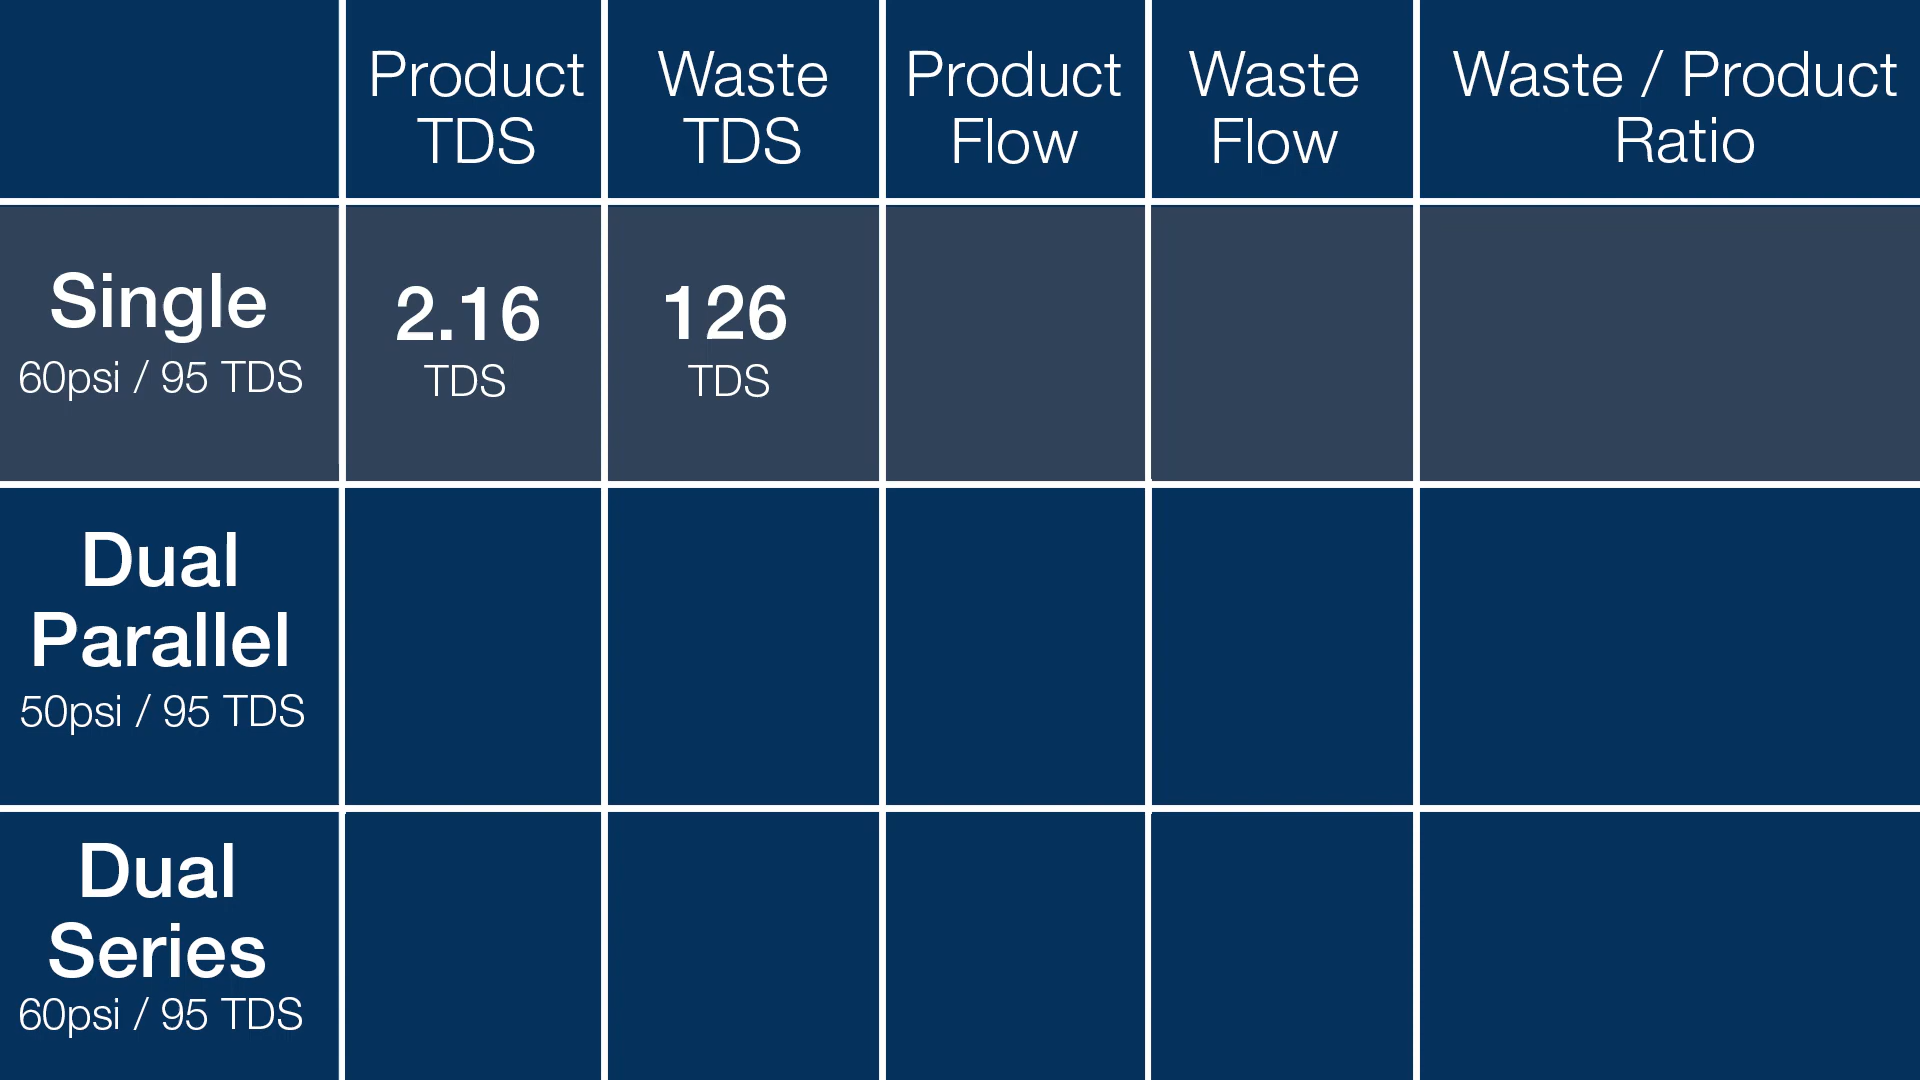 Product
TDS
Waste
TDS
Product
Flow
Waste
Flow
Waste / Product
Ratio
Single
60psi / 95 TDS
2.16
TDS
126
TDS
Dual
Parallel
50psi / 95 TDS
Dual
Series
60psi / 95 TDS